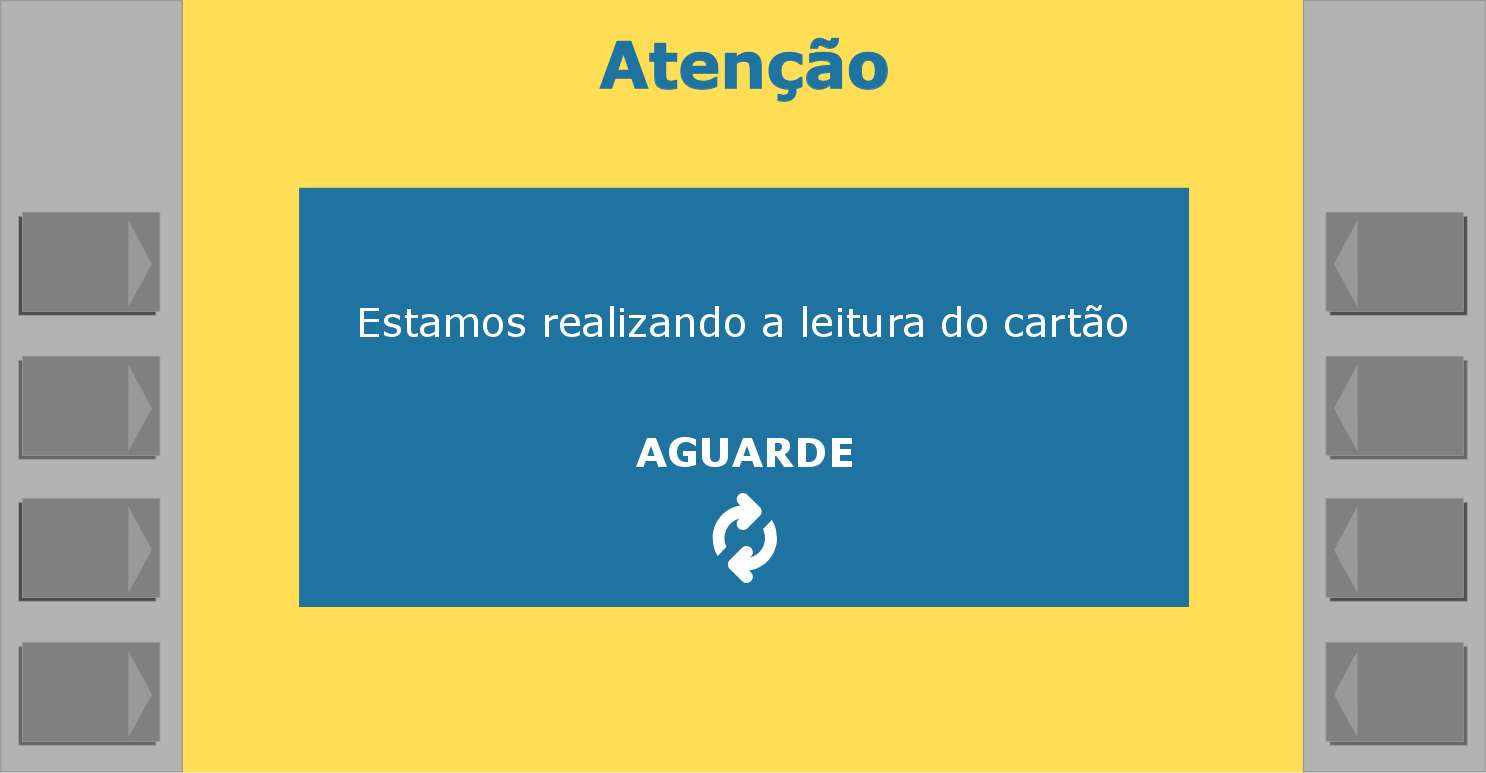 Atenção
Estamos realizando a leitura do cartão
AGUARDE